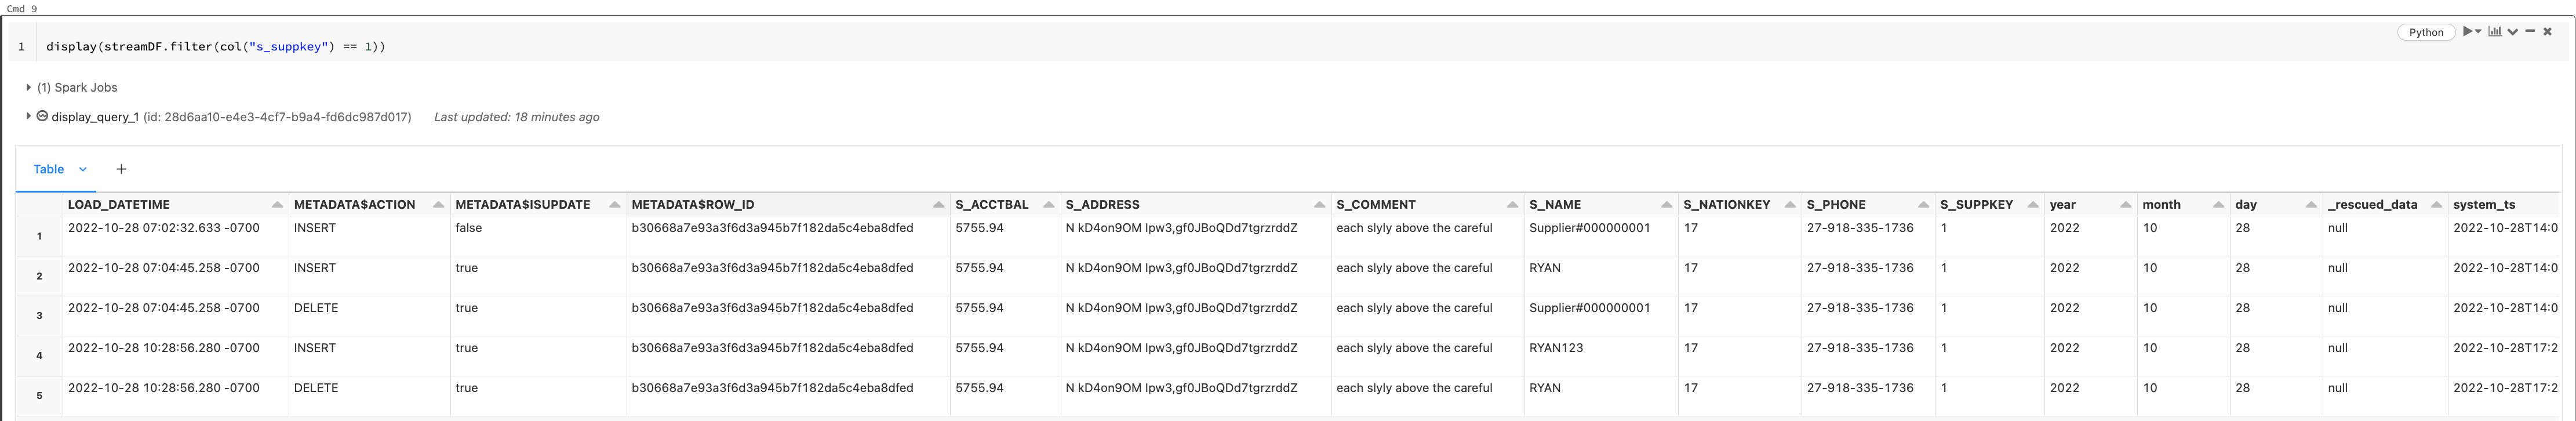 Cmd 9
1 display(streamDF.filter(col("s_suppkey") == 1))
Python
(1) Spark Jobs
display_query_1 (id: 28d6aa10-e4e3-4cf7-b9a4-fd6dc987d017) Last updated: 18 minutes ago
Table +
LOAD_DATETIME METADATA$ACTION METADATA$ISUPDATE METADATA$ROW_ID S_ACCTBAL S_ADDRESS S_COMMENT S_NAME S_NATIONKEY S_PHONE S_SUPPKEY year month day _rescued_data system_ts
1 2022-10-28 07:02:32.633 -0700 INSERT false b30668a7e93a3f6d3a945b7f182da5c4eba8dfed 5755.94 N kD4on9OM Ipw3,gf0JBoQDd7tgrzrddZ each slyly above the careful Supplier#000000001 17 27-918-335-1736 1 2022 10 28 null 2022-10-28T14:0
2 2022-10-28 07:04:45.258 -0700 INSERT true b30668a7e93a3f6d3a945b7f182da5c4eba8dfed 5755.94 N kD4on9OM Ipw3,gf0JBoQDd7tgrzrddZ each slyly above the careful RYAN 17 27-918-335-1736 1 2022 10 28 null 2022-10-28T14:0
3 2022-10-28 07:04:45.258 -0700 DELETE true b30668a7e93a3f6d3a945b7f182da5c4eba8dfed 5755.94 N kD4on9OM Ipw3,gf0JBoQDd7tgrzrddZ each slyly above the careful Supplier#000000001 17 27-918-335-1736 1 2022 10 28 null 2022-10-28T14:0
4 2022-10-28 10:28:56.280 -0700 INSERT true b30668a7e93a3f6d3a945b7f182da5c4eba8dfed 5755.94 N kD4on9OM Ipw3,gf0JBoQDd7tgrzrddZ each slyly above the careful RYAN123 17 27-918-335-1736 1 2022 10 28 null 2022-10-28T17:2
5 2022-10-28 10:28:56.280 -0700 DELETE true b30668a7e93a3f6d3a945b7f182da5c4eba8dfed 5755.94 N kD4on9OM Ipw3,gf0JBoQDd7tgrzrddZ each slyly above the careful RYAN 17 27-918-335-1736 1 2022 10 28 null 2022-10-28T17:2